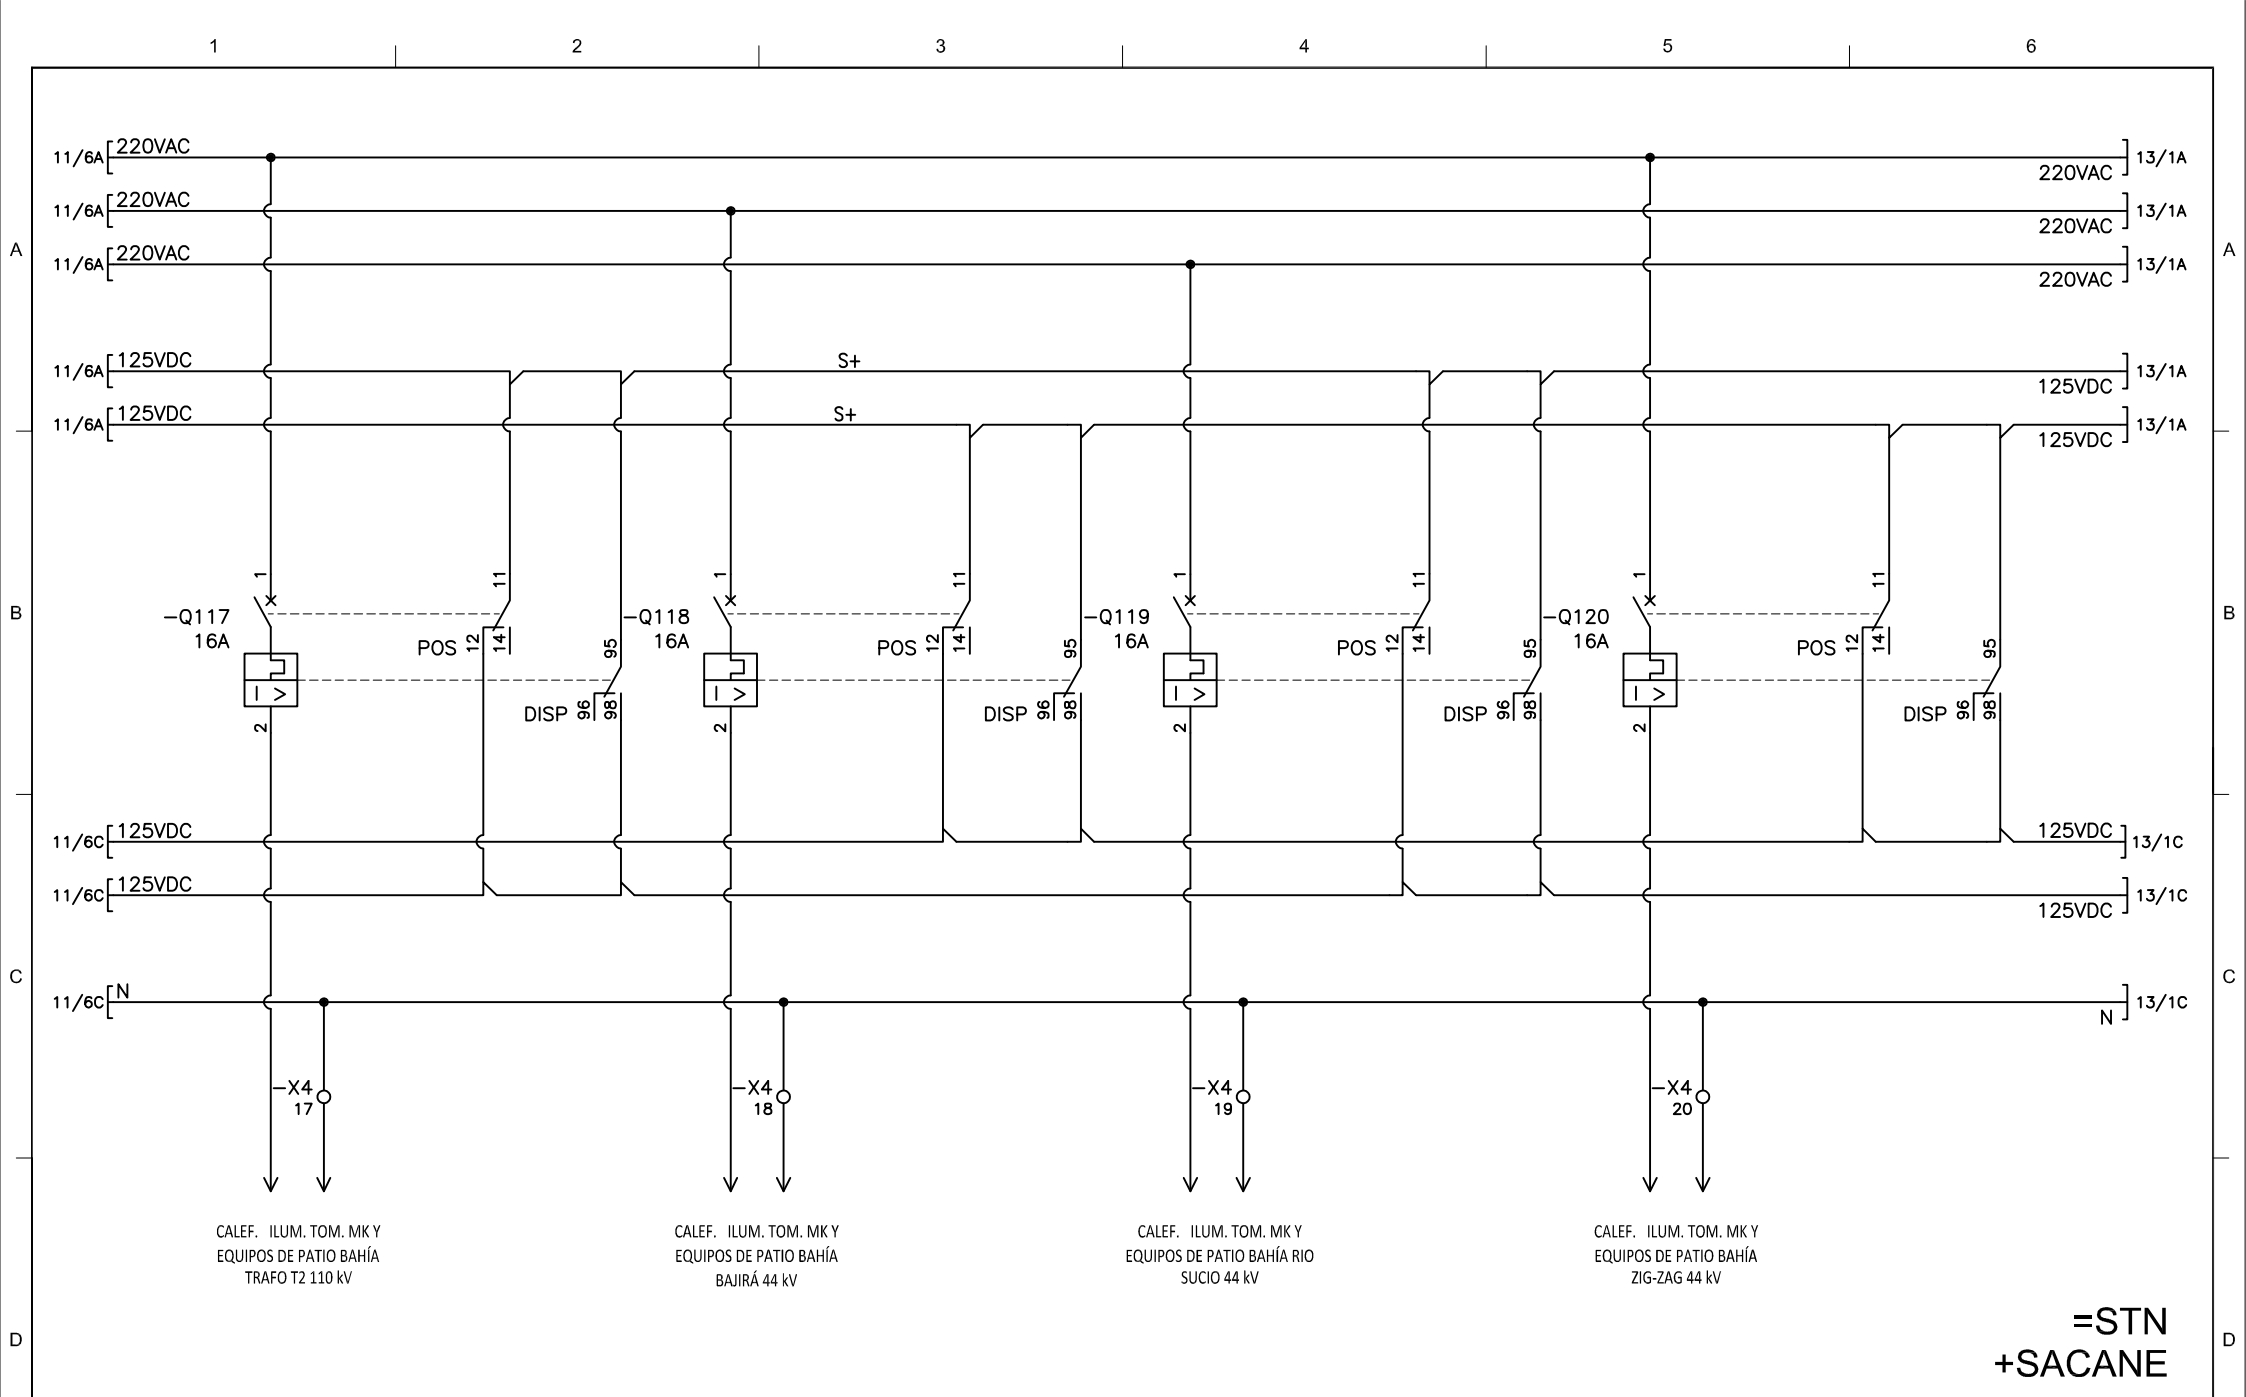 1 2 3 4 5 6
11/6A 220VAC 13/1A
220VAC
11/6A 220VAC 13/1A
220VAC
A A
11/6A 220VAC 13/1A
220VAC
11/6A 125VDC S+ 13/1A
125VDC
11/6A 125VDC S+ 13/1A
125VDC
1 11 1 11 1 11 1 11
B B
-Q117 -Q118 -Q119 -Q120
16A 16A 16A 16A
POS 12 14 95 POS 12 14 95 POS 12 14 95 POS 12 14 95
I > I > I > I >
DISP 96 98 DISP 96 98 DISP 96 98 DISP 96 98
2 2 2 2
11/6C 125VDC 125VDC 13/1C
11/6C 125VDC 13/1C
125VDC
C C
11/6C N 13/1C
N
-X4 -X4 -X4 -X4
17 18 19 20
CALEF. ILUM. TOM. MK Y
EQUIPOS DE PATIO BAHÍA
TRAFO T2 110 kV
CALEF. ILUM. TOM. MK Y
EQUIPOS DE PATIO BAHÍA
BAJIRÁ 44 kV
CALEF. ILUM. TOM. MK Y
EQUIPOS DE PATIO BAHÍA RIO
SUCIO 44 kV
CALEF. ILUM. TOM. MK Y
EQUIPOS DE PATIO BAHÍA
ZIG-ZAG 44 kV
=STN
D D
+SACANE